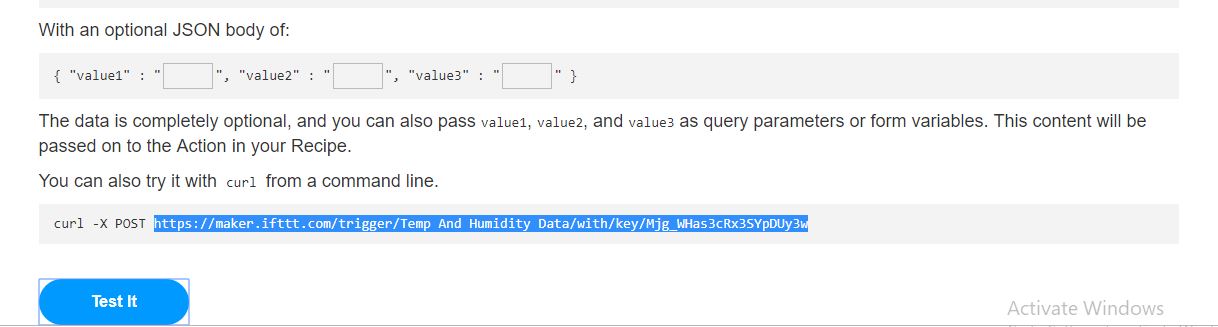 With an optional JSON body of:
{ "value1" : "", "value2" : "", "value3" : "" }
The data is completely optional, and you can also pass value1, value2, and value3 as query parameters or form variables. This content will be
passed on to the Action in your Recipe.
You can also try it with curl from a command line.
curl -X POST https://maker.ifttt.com/trigger/Temp And Humidity Data/with/key/Mjg_WHas3cRx3SYpDUy3w
Test It
Activate Windows